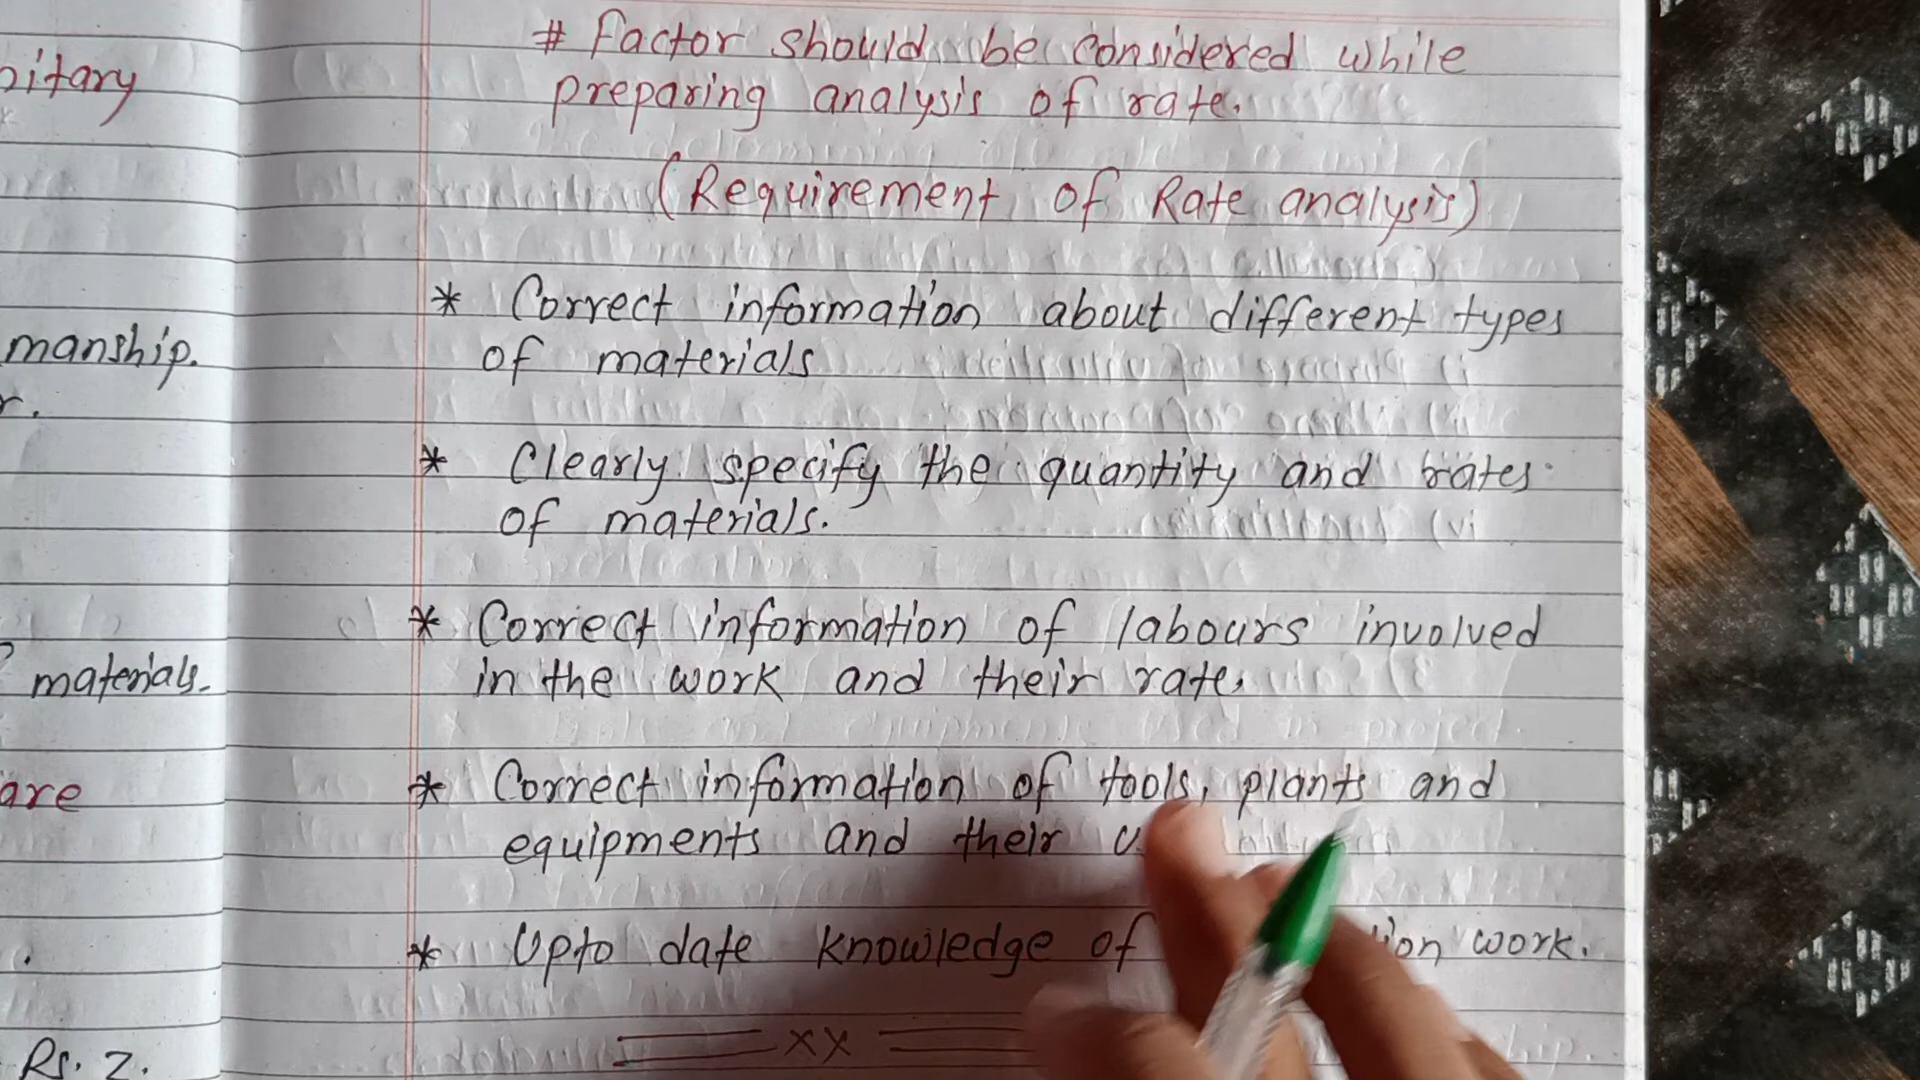 # Factor should be considered while
preparing analysis of rate.
(Requirement of Rate analysis)
* Correct information about different types
of materials
* Clearly specify the quantity and rates
of materials.
* Correct information of labours involved
in the work and their rate.
* Correct information of tools, plants and
equipments and their
* Upto date knowledge of work.
xx
manship.
materials.
are
Rs. 2.